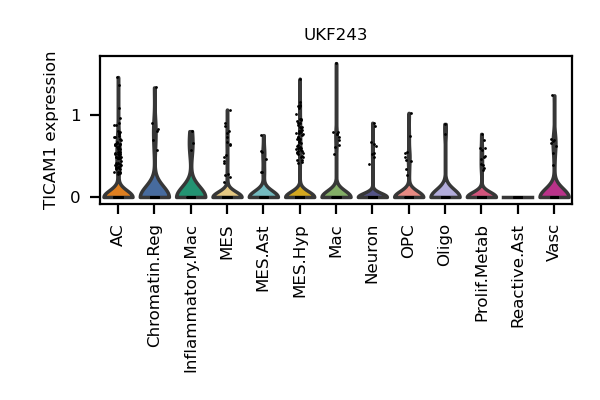 UKF243
TICAM1 expression
1
0
AC
Chromatin.Reg
Inflammatory.Mac
MES
MES.Ast
MES.Hyp
Mac
Neuron
OPC
Oligo
Prolif.Metab
Reactive.Ast
Vasc